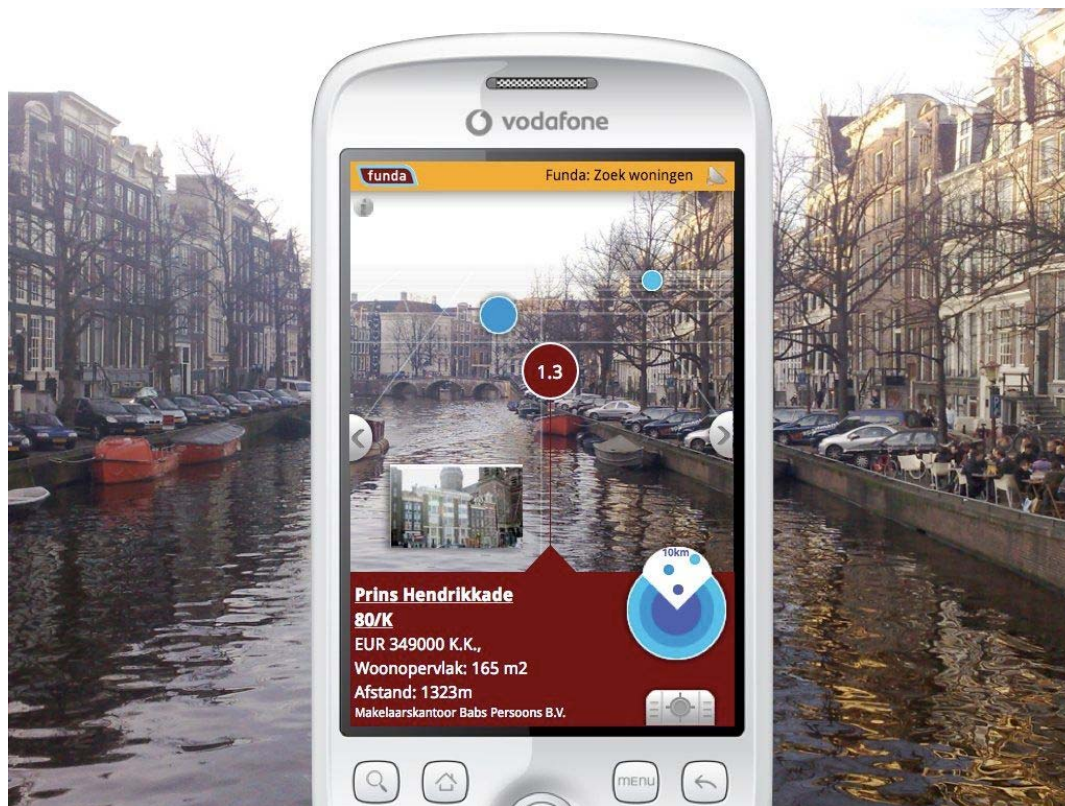 vodafone
funda
Funda: Zoek woningen
i
1.3
10km
Prins Hendrikkade
80/K
EUR 349000 K.K.,
Woonopervlak: 165 m2
Afstand: 1323m
Makelaarskantoor Babs Persoons B.V.
menu